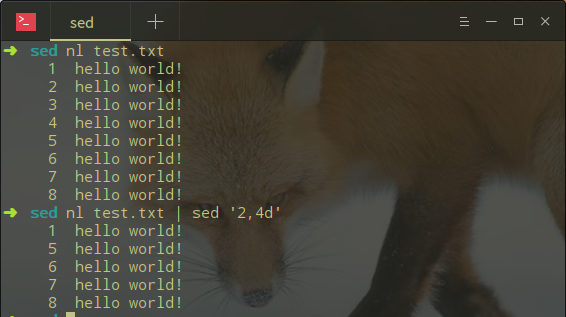 sed
➜ sed nl test.txt
1 hello world!
2 hello world!
3 hello world!
4 hello world!
5 hello world!
6 hello world!
7 hello world!
8 hello world!
➜ sed nl test.txt | sed '2,4d'
1 hello world!
5 hello world!
6 hello world!
7 hello world!
8 hello world!